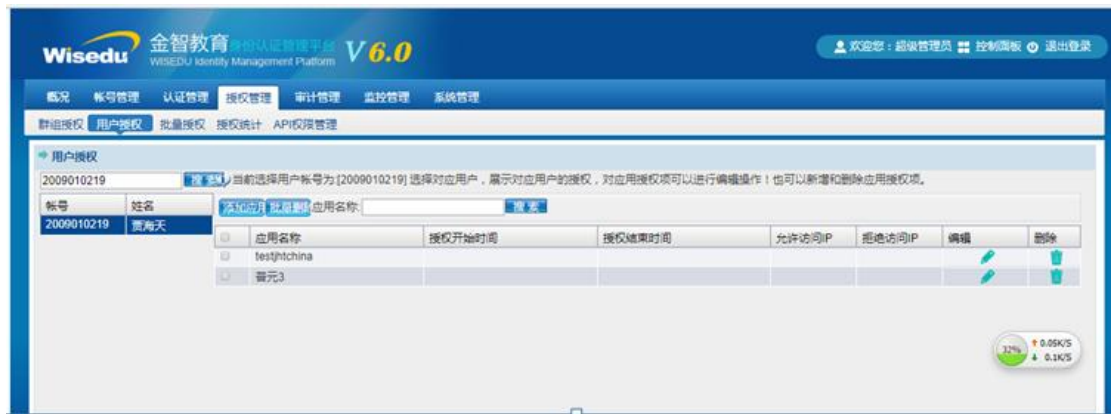 Wisedu 金智教育身份认证管理平台 V 6.0
WISEDU Identity Management Platform
欢迎您：超级管理员 控制面板 退出登录
概况 帐号管理 认证管理 授权管理 审计管理 监控管理 系统管理
群组授权 用户授权 批量授权 授权统计 API权限管理
用户授权
2009010219 搜索 当前选择用户帐号为:[2009010219] 选择对应用户，展示对应用户的授权，对应用授权项可以进行编辑操作！也可以新增和删除应用授权项。
帐号 姓名 添加应用 批量删除 应用名称: 搜 索
2009010219 贾海天
应用名称 授权开始时间 授权结束时间 允许访问IP 拒绝访问IP 编辑 删除
testjhtchina
普元3
32% 0.05K/S
0.1K/S